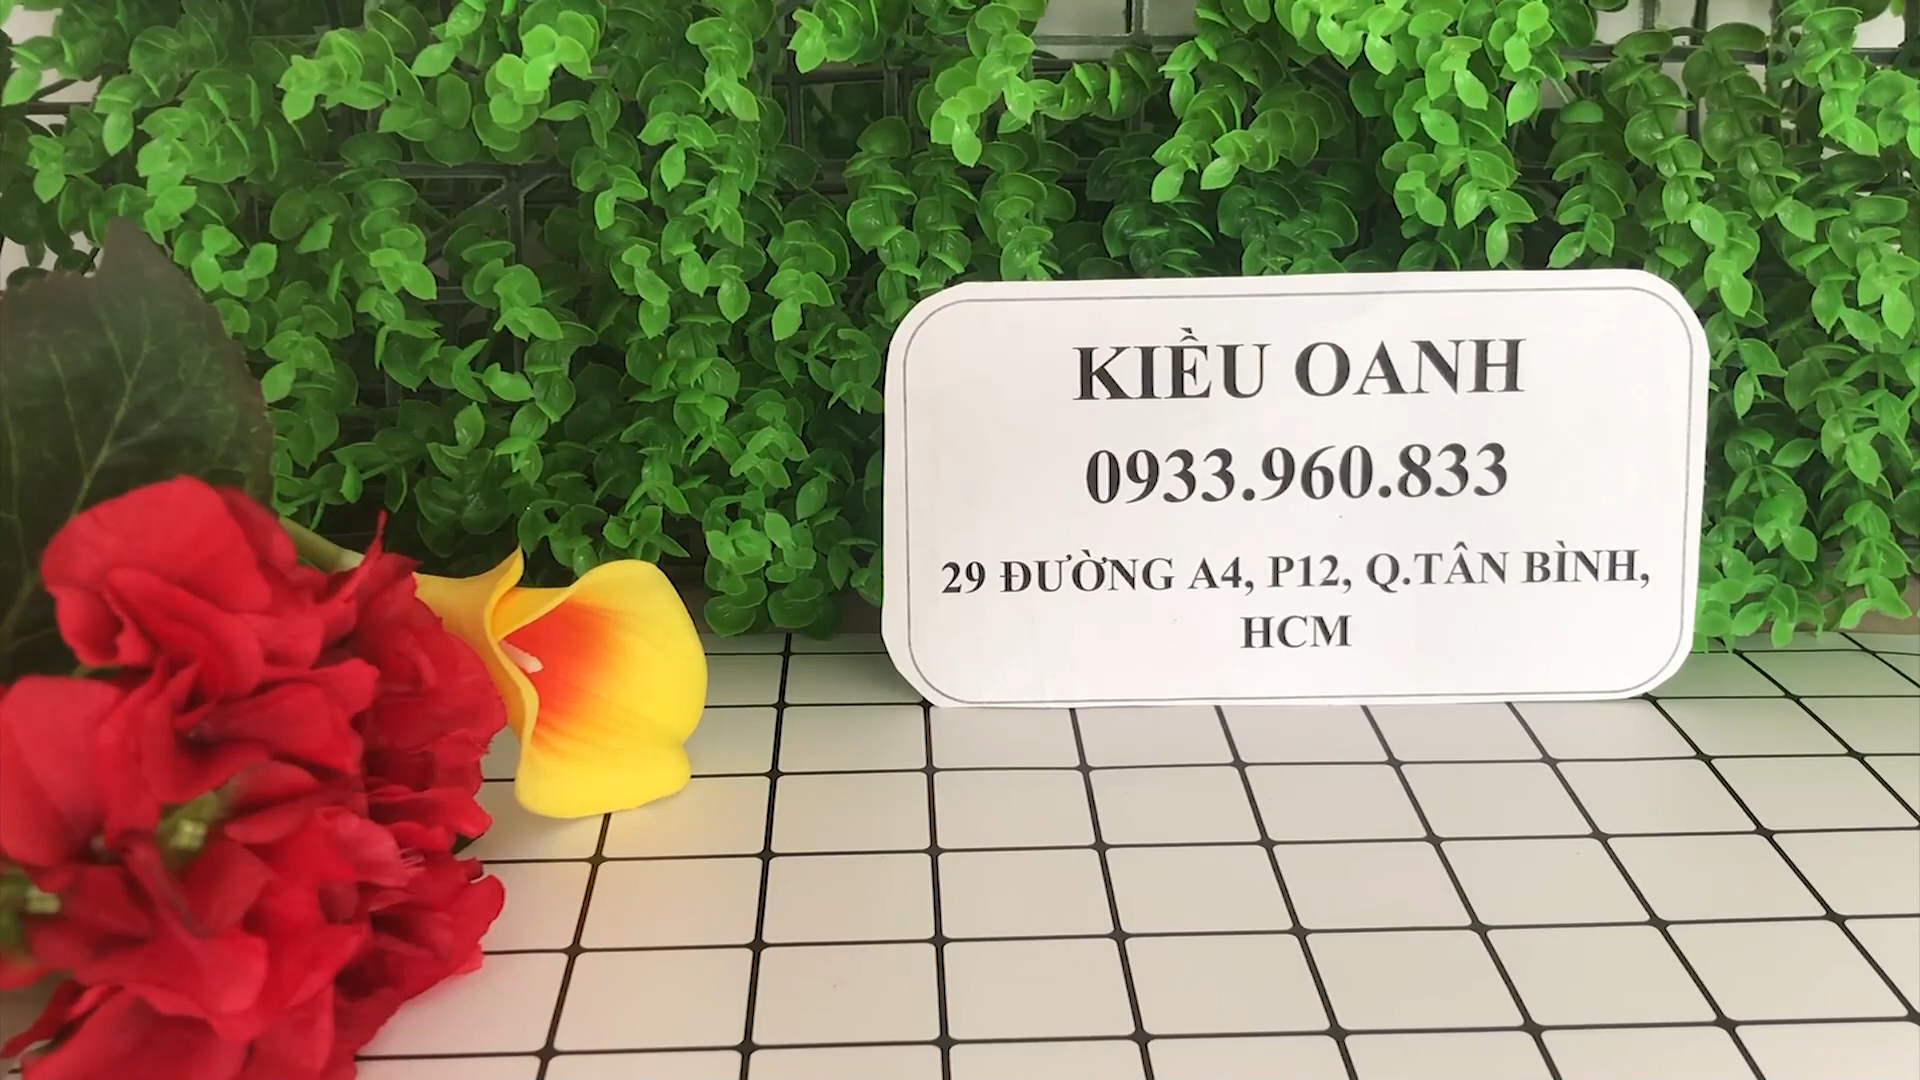 KIỀU OANH
0933.960.833
29 ĐƯỜNG A4, P12, Q.TÂN BÌNH,
HCM